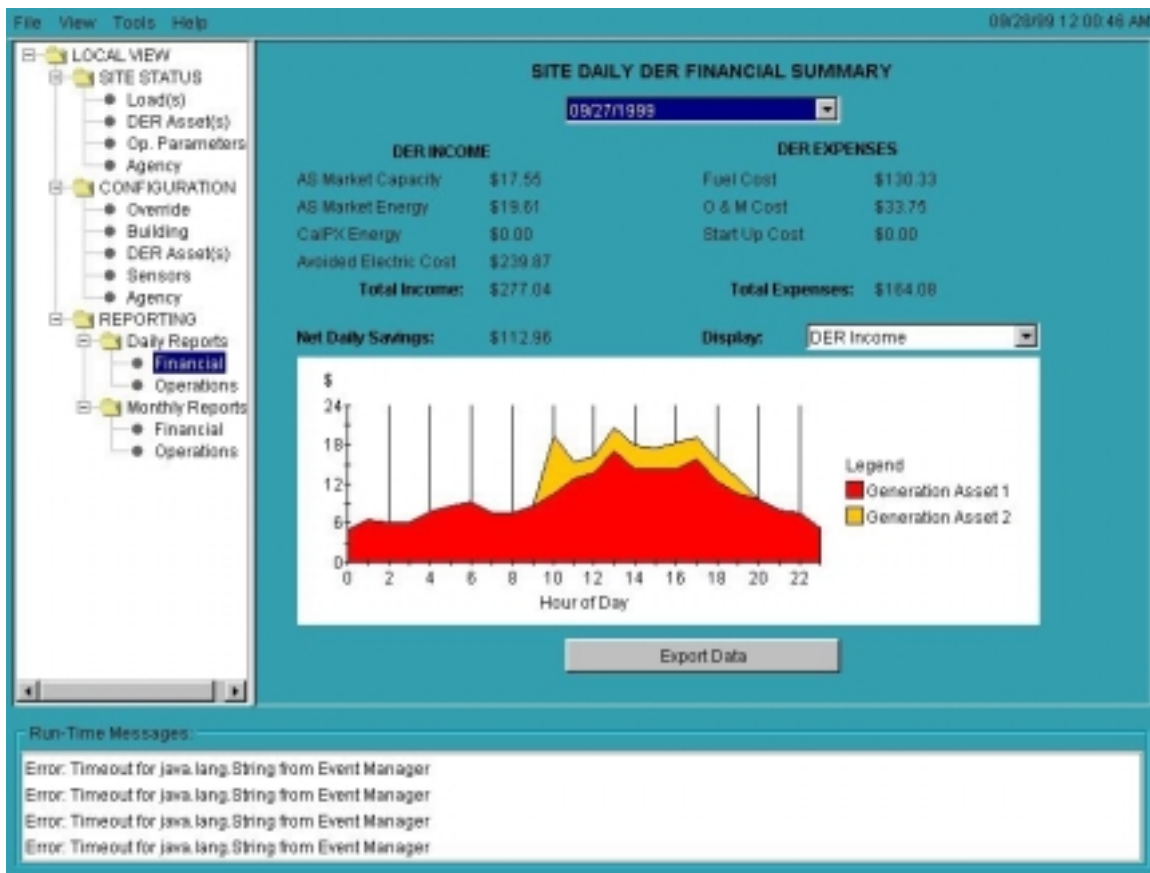 File View Tools Help
09/28/99 12:00:46 AM
LOCAL VIEW
SITE STATUS
Load(s)
DER Asset(s)
Op. Parameters
Agency
CONFIGURATION
Override
Building
DER Asset(s)
Sensors
Agency
REPORTING
Daily Reports
Financial
Operations
Monthly Reports
Financial
Operations
SITE DAILY DER FINANCIAL SUMMARY
09/27/1999
DER INCOME
AS Market Capacity $17.55
AS Market Energy $19.61
CalPX Energy $0.00
Avoided Electric Cost $239.87
Total Income: $277.04
DER EXPENSES
Fuel Cost $130.33
O & M Cost $33.75
Start Up Cost $0.00
Total Expenses: $164.08
Net Daily Savings: $112.96
Display: DER Income
$
24
18
12
6
0
0 2 4 6 8 10 12 14 16 18 20 22
Hour of Day
Legend
Generation Asset 1
Generation Asset 2
Export Data
Run-Time Messages:
Error: Timeout for java.lang.String from Event Manager
Error: Timeout for java.lang.String from Event Manager
Error: Timeout for java.lang.String from Event Manager
Error: Timeout for java.lang.String from Event Manager